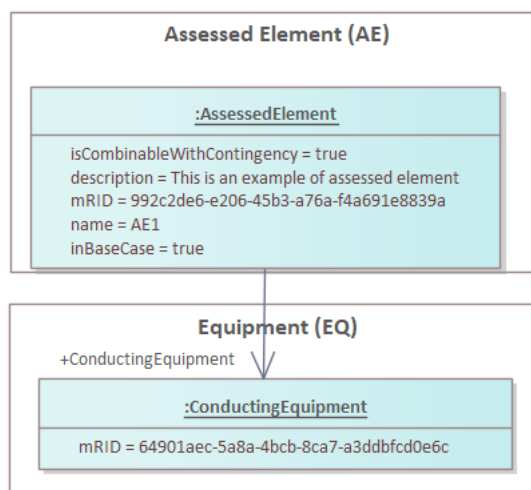 Assessed Element (AE)
:AssessedElement
isCombinableWithContingency = true
description = This is an example of assessed element
mRID = 992c2de6-e206-45b3-a76a-f4a691e8839a
name = AE1
inBaseCase = true
Equipment (EQ)
+ConductingEquipment
:ConductingEquipment
mRID = 64901aec-5a8a-4bcb-8ca7-a3ddbfcd0e6c